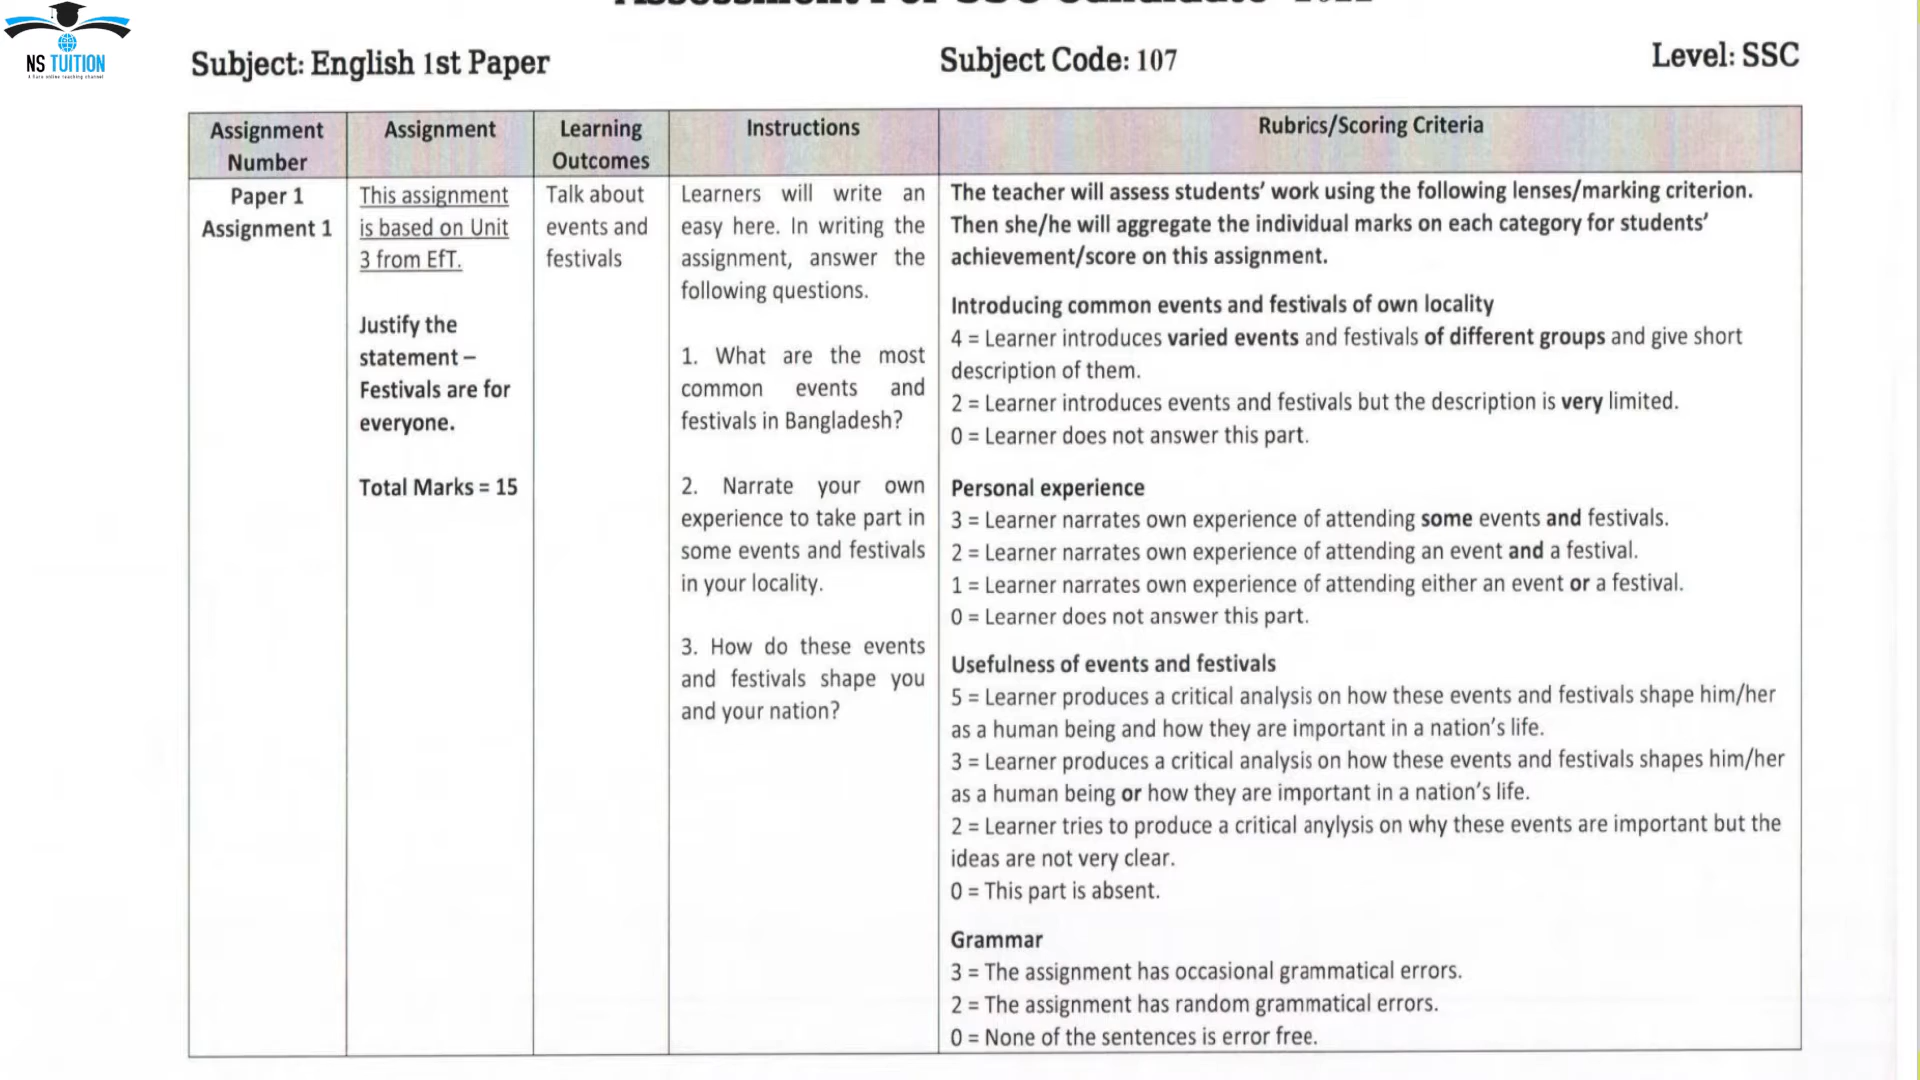 Assessment For SSC Candidate
NS TUITION
Subject: English 1st Paper
Subject Code: 107
Level: SSC
Assignment Number
Assignment
Learning Outcomes
Instructions
Rubrics/Scoring Criteria
Paper 1
Assignment 1
This assignment
is based on Unit
3 from EfT.
Justify the
statement –
Festivals are for
everyone.
Total Marks = 15
Talk about
events and
festivals
Learners will write an
easy here. In writing the
assignment, answer the
following questions.
1. What are the most
common events and
festivals in Bangladesh?
2. Narrate your own
experience to take part in
some events and festivals
in your locality.
3. How do these events
and festivals shape you
and your nation?
The teacher will assess students' work using the following lenses/marking criterion.
Then she/he will aggregate the individual marks on each category for students'
achievement/score on this assignment.
Introducing common events and festivals of own locality
4 = Learner introduces varied events and festivals of different groups and give short
description of them.
2 = Learner introduces events and festivals but the description is very limited.
0 = Learner does not answer this part.
Personal experience
3 = Learner narrates own experience of attending some events and festivals.
2 = Learner narrates own experience of attending an event and a festival.
1 = Learner narrates own experience of attending either an event or a festival.
0 = Learner does not answer this part.
Usefulness of events and festivals
5 = Learner produces a critical analysis on how these events and festivals shape him/her
as a human being and how they are important in a nation's life.
3 = Learner produces a critical analysis on how these events and festivals shapes him/her
as a human being or how they are important in a nation's life.
2 = Learner tries to produce a critical anylysis on why these events are important but the
ideas are not very clear.
0 = This part is absent.
Grammar
3 = The assignment has occasional grammatical errors.
2 = The assignment has random grammatical errors.
0 = None of the sentences is error free.